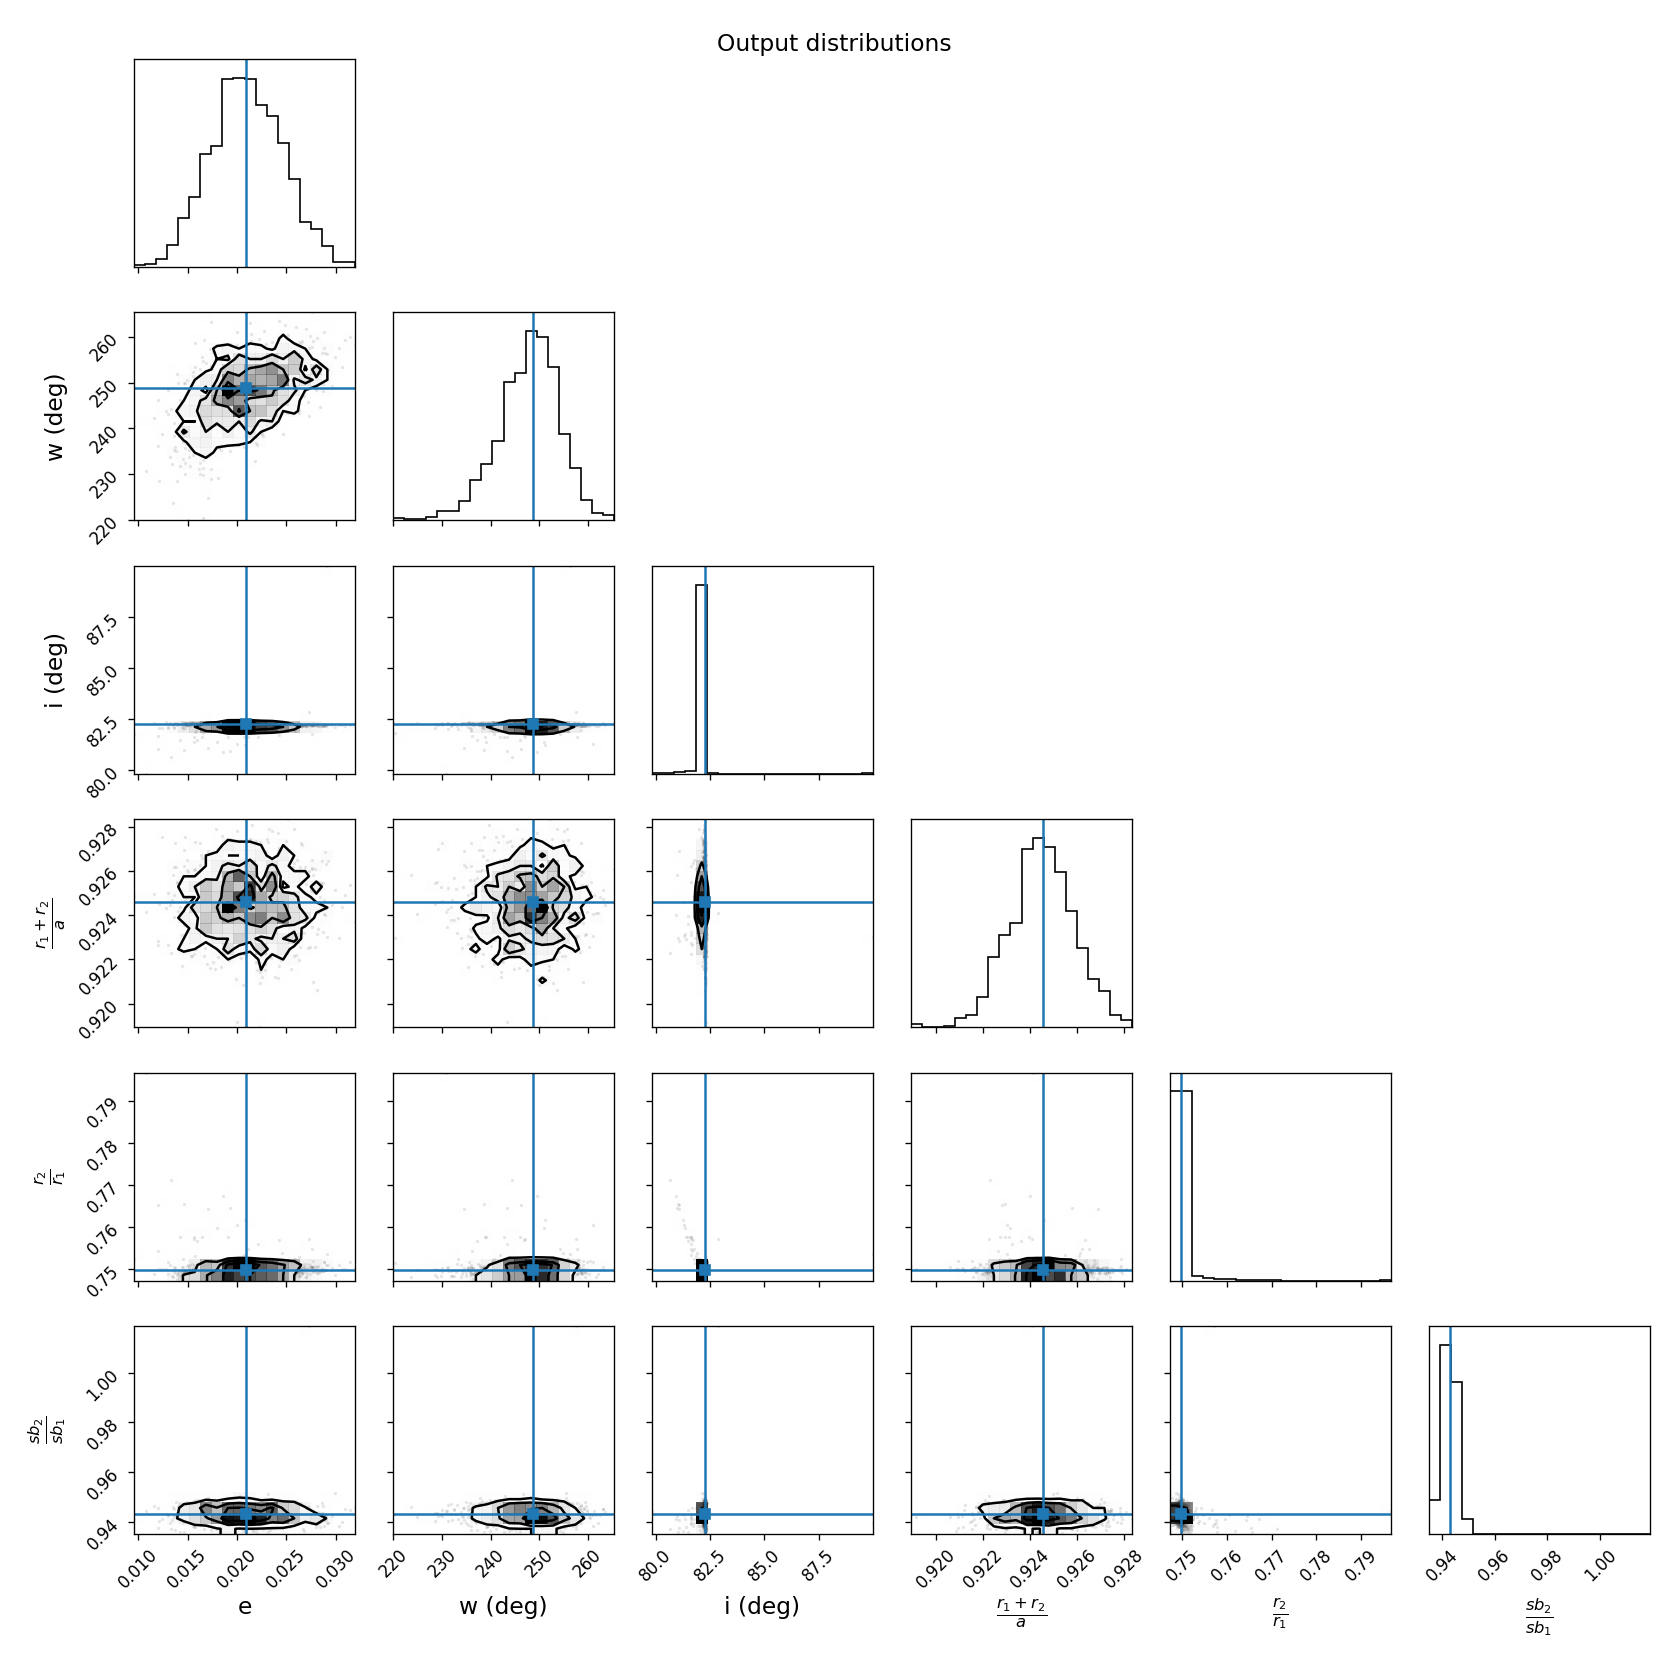 Output distributions
w (deg)
260
250
240
230
220
i (deg)
87.5
85.0
82.5
80.0
r₁ + r₂
a
0.928
0.926
0.924
0.922
0.920
r₂
r₁
0.79
0.78
0.77
0.76
0.75
sb₂
sb₁
1.00
0.98
0.96
0.94
0.010 0.015 0.020 0.025 0.030
220 230 240 250 260
80.0 82.5 85.0 87.5
0.920 0.922 0.924 0.926 0.928
0.75 0.76 0.77 0.78 0.79
0.94 0.96 0.98 1.00
e
w (deg)
i (deg)
r₁ + r₂
a
r₂
r₁
sb₂
sb₁